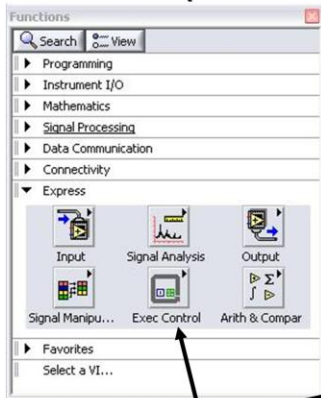 Functions
Search View
Programming
Instrument I/O
Mathematics
Signal Processing
Data Communication
Connectivity
Express
Input Signal Analysis Output
Signal Manipu... Exec Control Arith & Compar
Favorites
Select a VI...